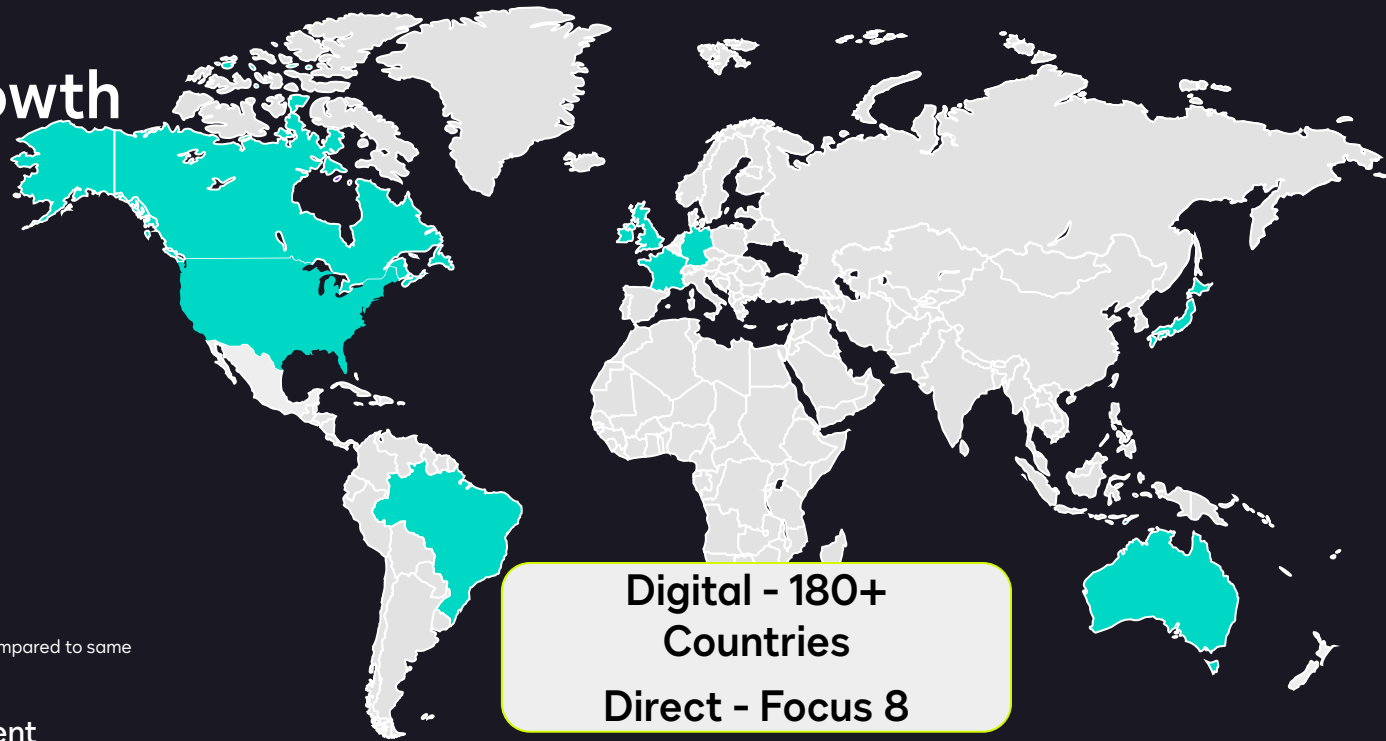 owth
mpared to same
ent
Digital - 180+
Countries
Direct - Focus 8